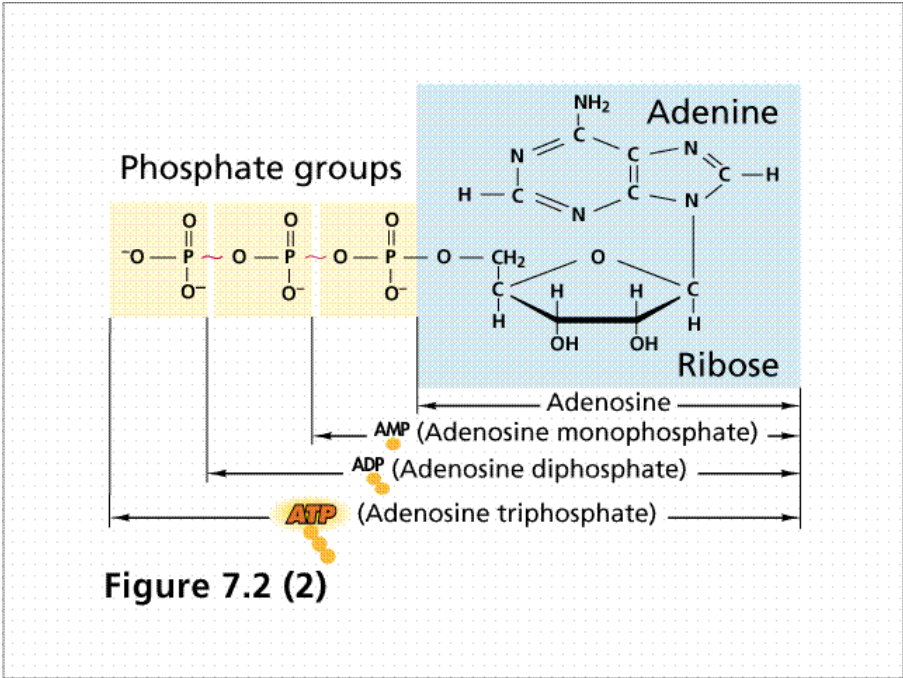 NH2
Adenine
C
N
C
N
C
H
H
C
C
N
N
Phosphate groups
O
O
O
⁻O
P
O
P
O
P
O
CH2
O
O⁻
O⁻
O⁻
C
H
H
C
H
H
OH
OH
Ribose
Adenosine
AMP (Adenosine monophosphate)
ADP (Adenosine diphosphate)
ATP (Adenosine triphosphate)
Figure 7.2 (2)